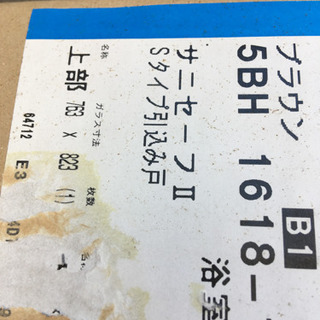 ブラウン
5BH 1618-
B1
浴室
サニセーフII
Sタイプ引込み戸
名称 ガラス寸法 枚数
上部 763 × 823 (1)
64712 E3
4D1